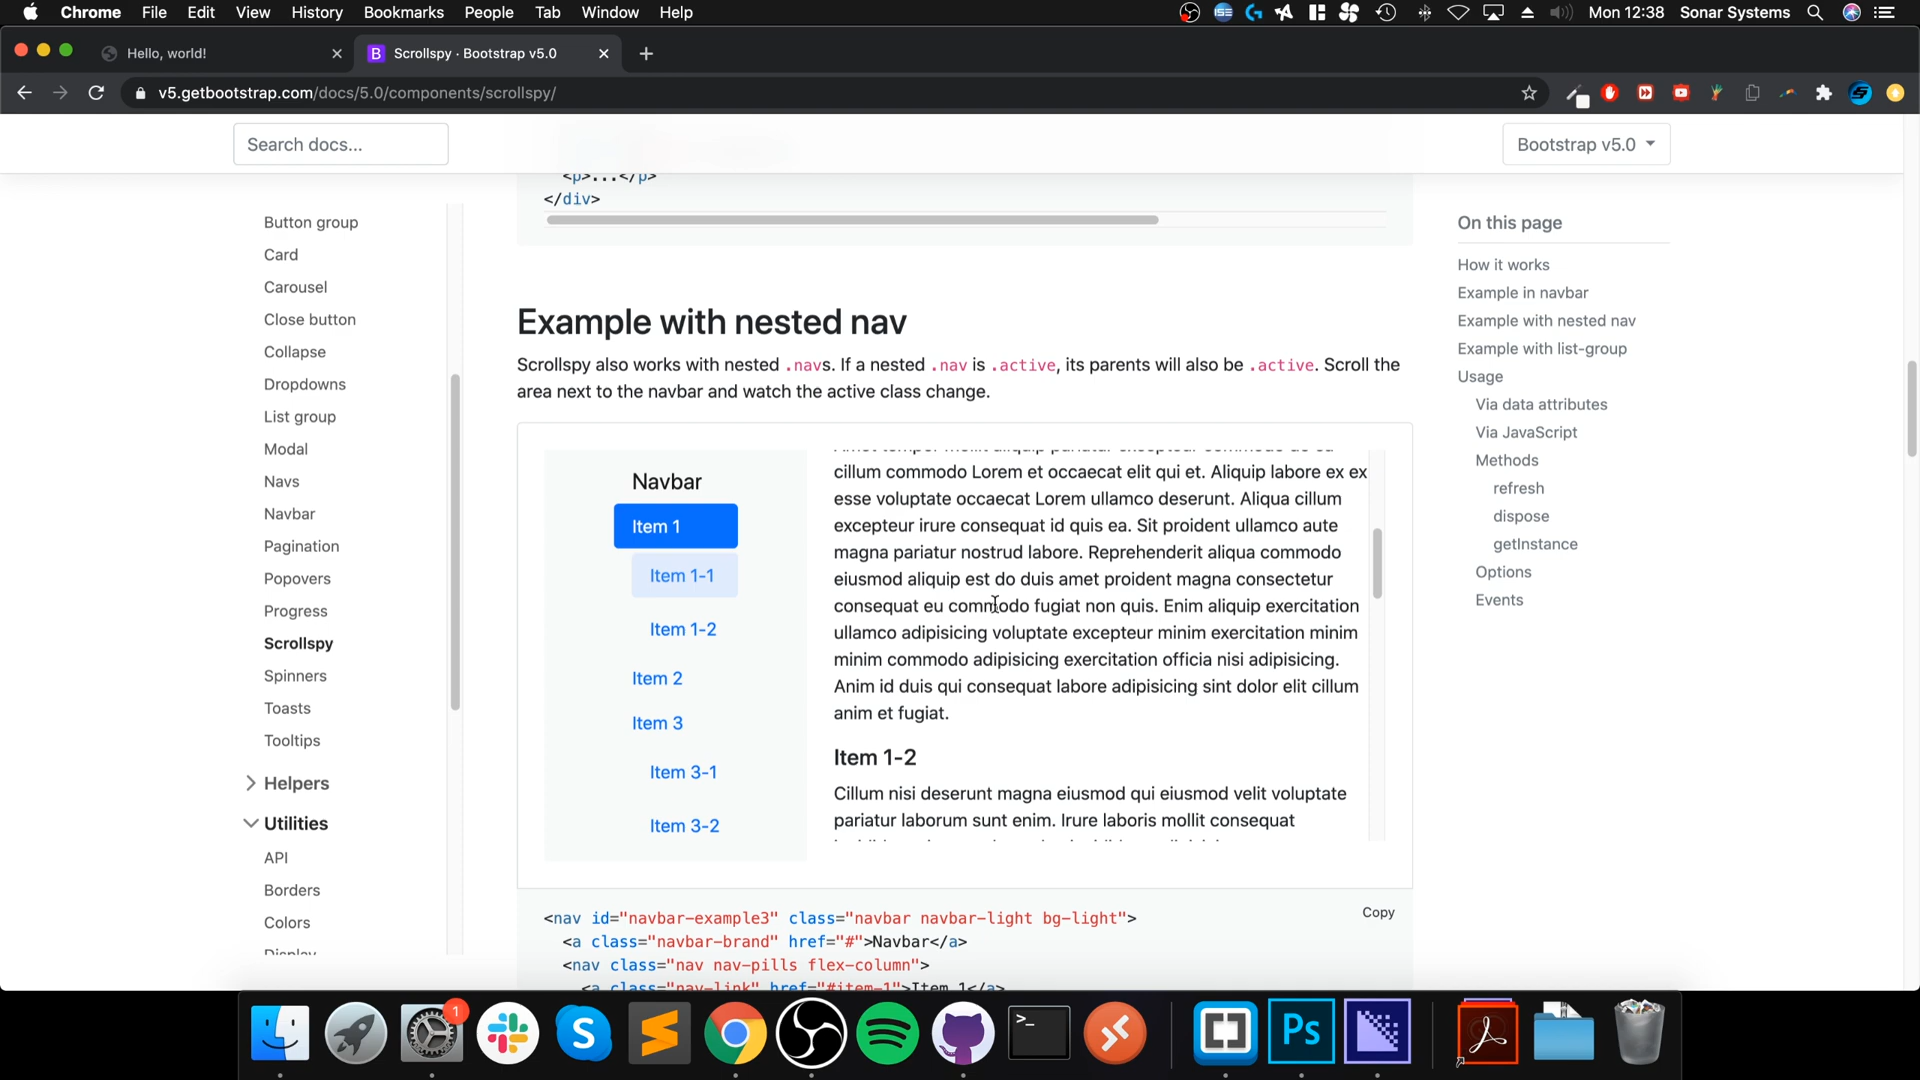 Chrome File Edit View History Bookmarks People Tab Window Help
Mon 12:38 Sonar Systems
Hello, world!
Scrollspy · Bootstrap v5.0
v5.getbootstrap.com/docs/5.0/components/scrollspy/
Search docs...
Bootstrap v5.0
Button group
Card
Carousel
Close button
Collapse
Dropdowns
List group
Modal
Navs
Navbar
Pagination
Popovers
Progress
Scrollspy
Spinners
Toasts
Tooltips
Helpers
Utilities
API
Borders
Colors
Display
<p>...</p>
</div>
Example with nested nav
Scrollspy also works with nested .navs. If a nested .nav is .active, its parents will also be .active. Scroll the
area next to the navbar and watch the active class change.
Navbar
Item 1
Item 1-1
Item 1-2
Item 2
Item 3
Item 3-1
Item 3-2
cillum commodo Lorem et occaecat elit qui et. Aliquip labore ex ex
esse voluptate occaecat Lorem ullamco deserunt. Aliqua cillum
excepteur irure consequat id quis ea. Sit proident ullamco aute
magna pariatur nostrud labore. Reprehenderit aliqua commodo
eiusmod aliquip est do duis amet proident magna consectetur
consequat eu commodo fugiat non quis. Enim aliquip exercitation
ullamco adipisicing voluptate excepteur minim exercitation minim
minim commodo adipisicing exercitation officia nisi adipisicing.
Anim id duis qui consequat labore adipisicing sint dolor elit cillum
anim et fugiat.
Item 1-2
Cillum nisi deserunt magna eiusmod qui eiusmod velit voluptate
pariatur laborum sunt enim. Irure laboris mollit consequat
Copy
<nav id="navbar-example3" class="navbar navbar-light bg-light">
<a class="navbar-brand" href="#">Navbar</a>
<nav class="nav nav-pills flex-column">
<a class="nav-link" href="#item-1">Item 1</a>
On this page
How it works
Example in navbar
Example with nested nav
Example with list-group
Usage
Via data attributes
Via JavaScript
Methods
refresh
dispose
getInstance
Options
Events
1
Ps